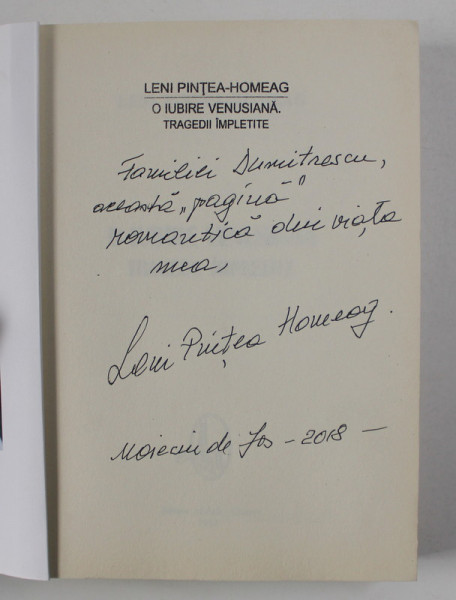 LENI PINŢEA-HOMEAG
O IUBIRE VENUSIANĂ.
TRAGEDII ÎMPLETITE
Familiei Dumitrescu,
această „pagină”
romantică din viața
mea,
Leni Pințea Homeag.
Moieciu de Jos – 2018 –